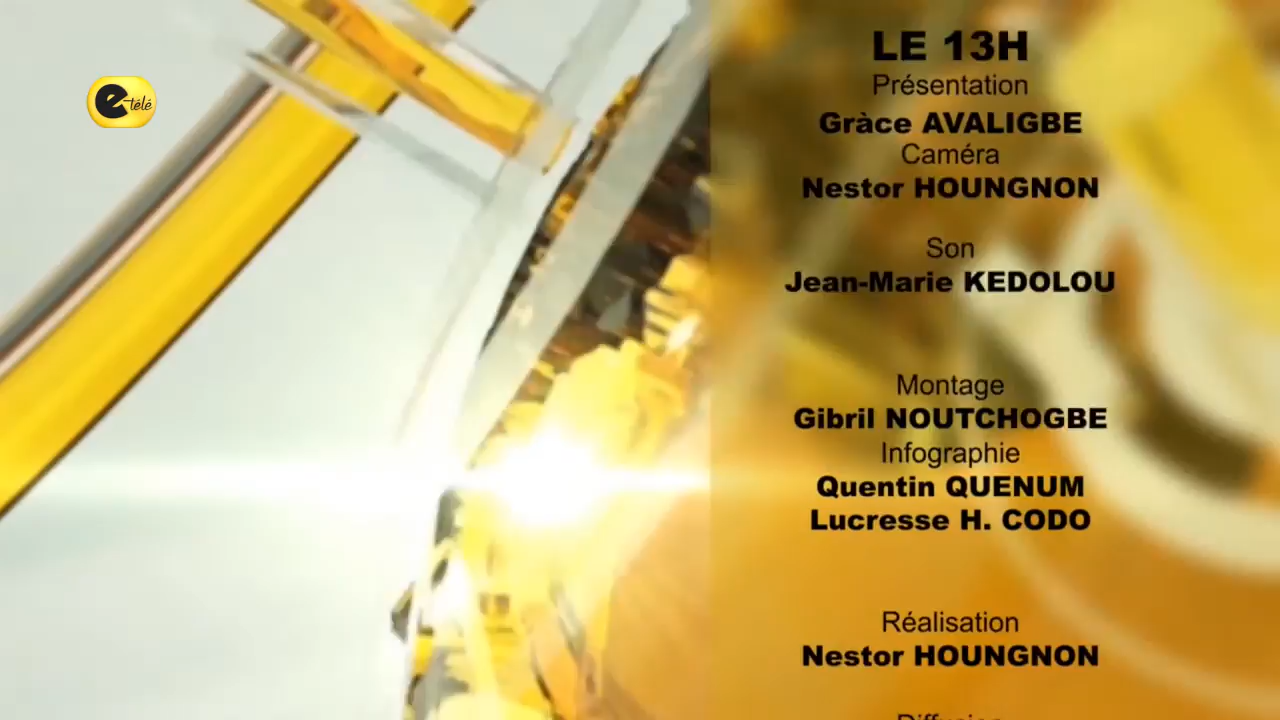 e-télé
LE 13H
Présentation
Gràce AVALIGBE
Caméra
Nestor HOUNGNON
Son
Jean-Marie KEDOLOU
Montage
Gibril NOUTCHOGBE
Infographie
Quentin QUENUM
Lucresse H. CODO
Réalisation
Nestor HOUNGNON
Diffusion